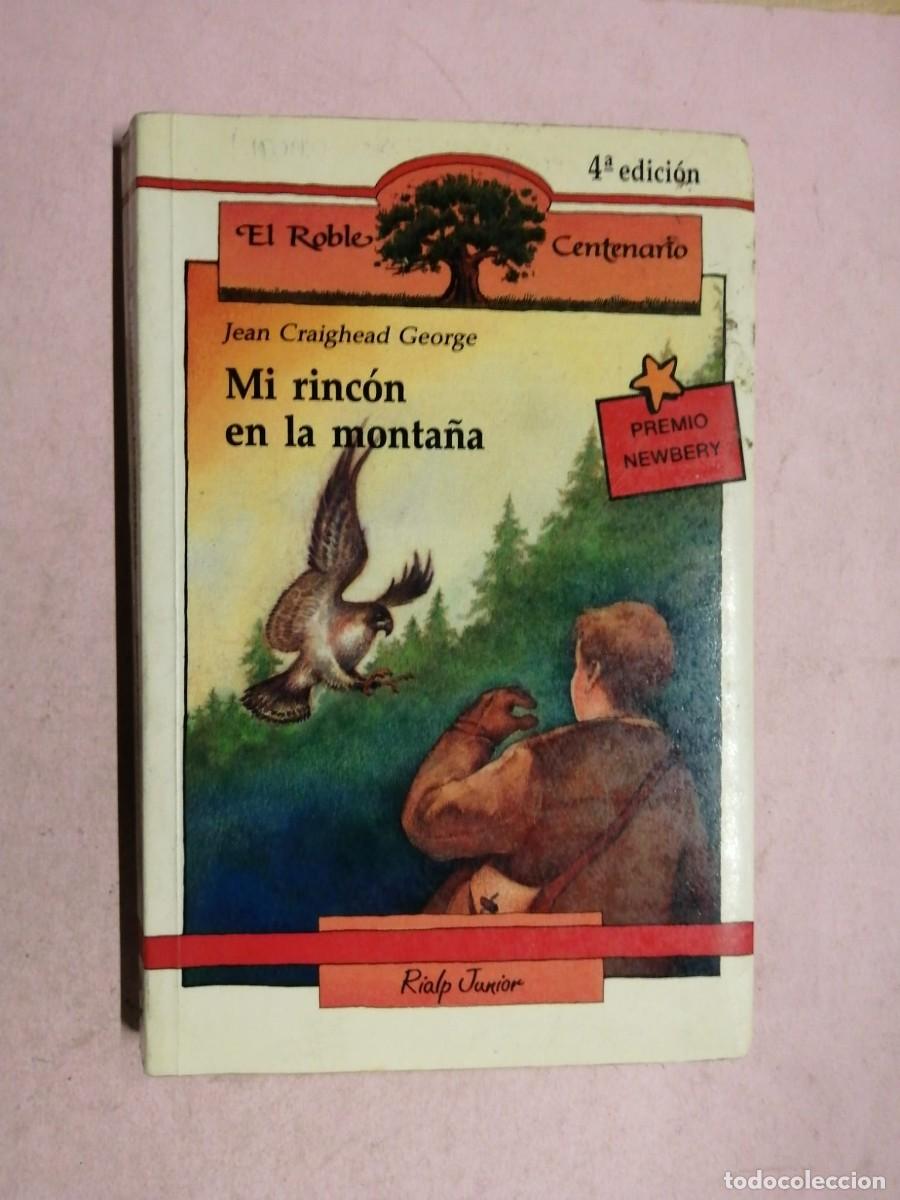 4ª edición
El Roble Centenario
Jean Craighead George
Mi rincón
en la montaña
PREMIO
NEWBERY
Rialp Junior
todocoleccion